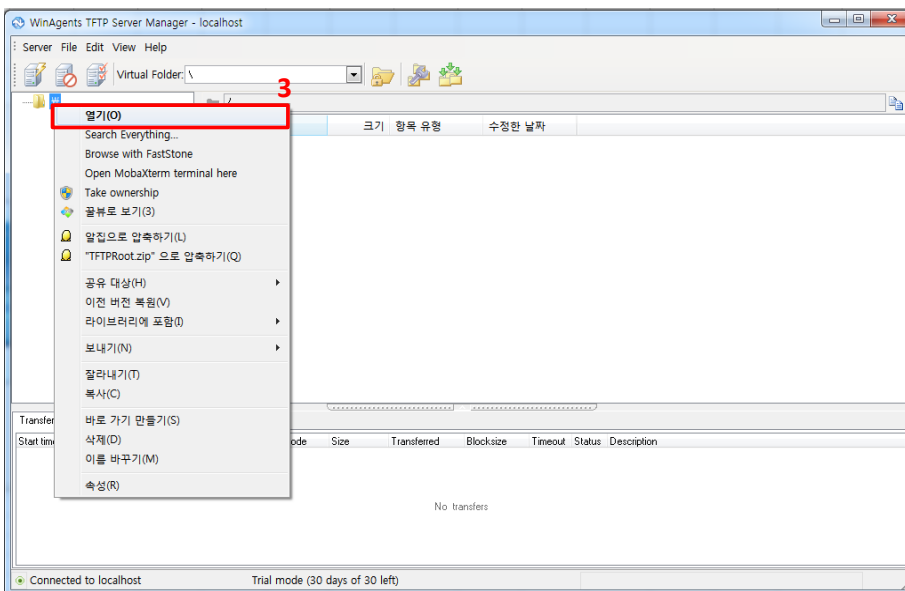 WinAgents TFTP Server Manager - localhost
Server File Edit View Help
Virtual Folder: \
3
/
크기 항목 유형 수정한 날짜
열기(O)
Search Everything...
Browse with FastStone
Open MobaXterm terminal here
Take ownership
꿀뷰로 보기(3)
알집으로 압축하기(L)
"TFTPRoot.zip" 으로 압축하기(Q)
공유 대상(H)
이전 버전 복원(V)
라이브러리에 포함(I)
보내기(N)
잘라내기(T)
복사(C)
바로 가기 만들기(S)
삭제(D)
이름 바꾸기(M)
속성(R)
Transfer
Start time ode Size Transferred Blocksize Timeout Status Description
No transfers
Connected to localhost Trial mode (30 days of 30 left)